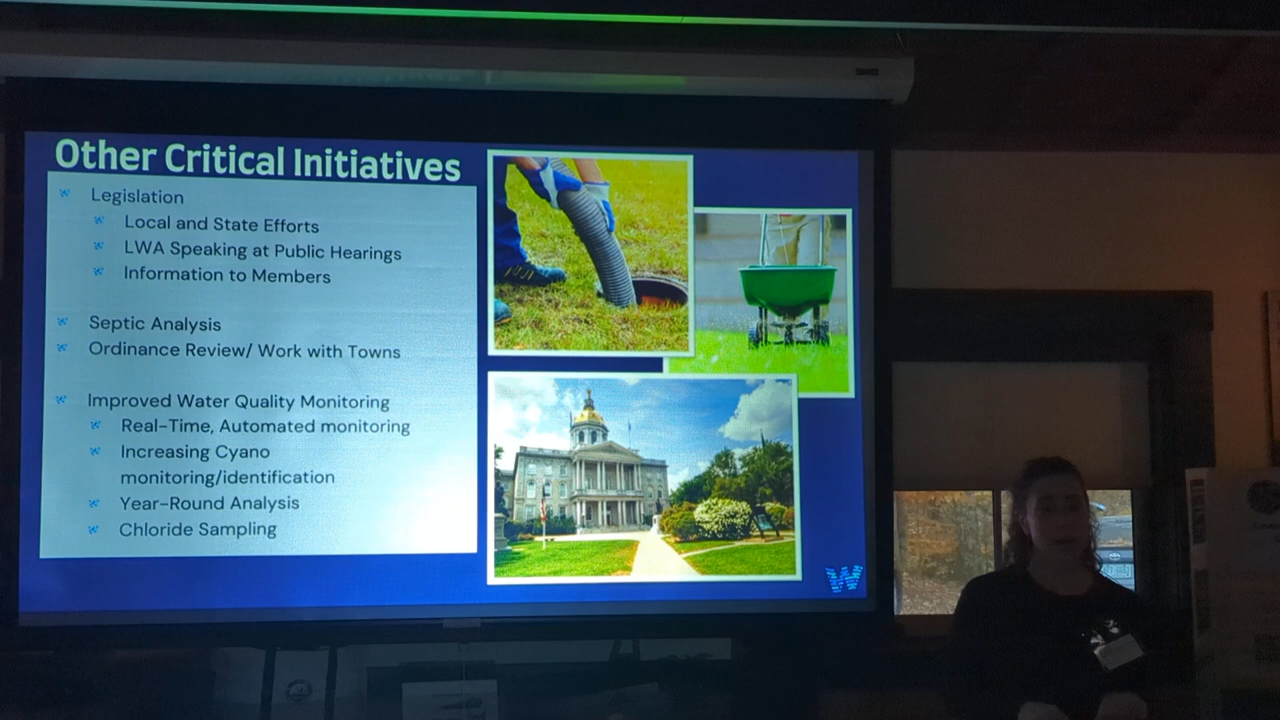 Other Critical Initiatives
Legislation
Local and State Efforts
LWA Speaking at Public Hearings
Information to Members
Septic Analysis
Ordinance Review/ Work with Towns
Improved Water Quality Monitoring
Real-Time, Automated monitoring
Increasing Cyano
monitoring/identification
Year-Round Analysis
Chloride Sampling
W